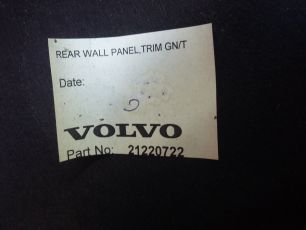 REAR WALL PANEL,TRIM GN/T
Date:
VOLVO
Part No: 21220722